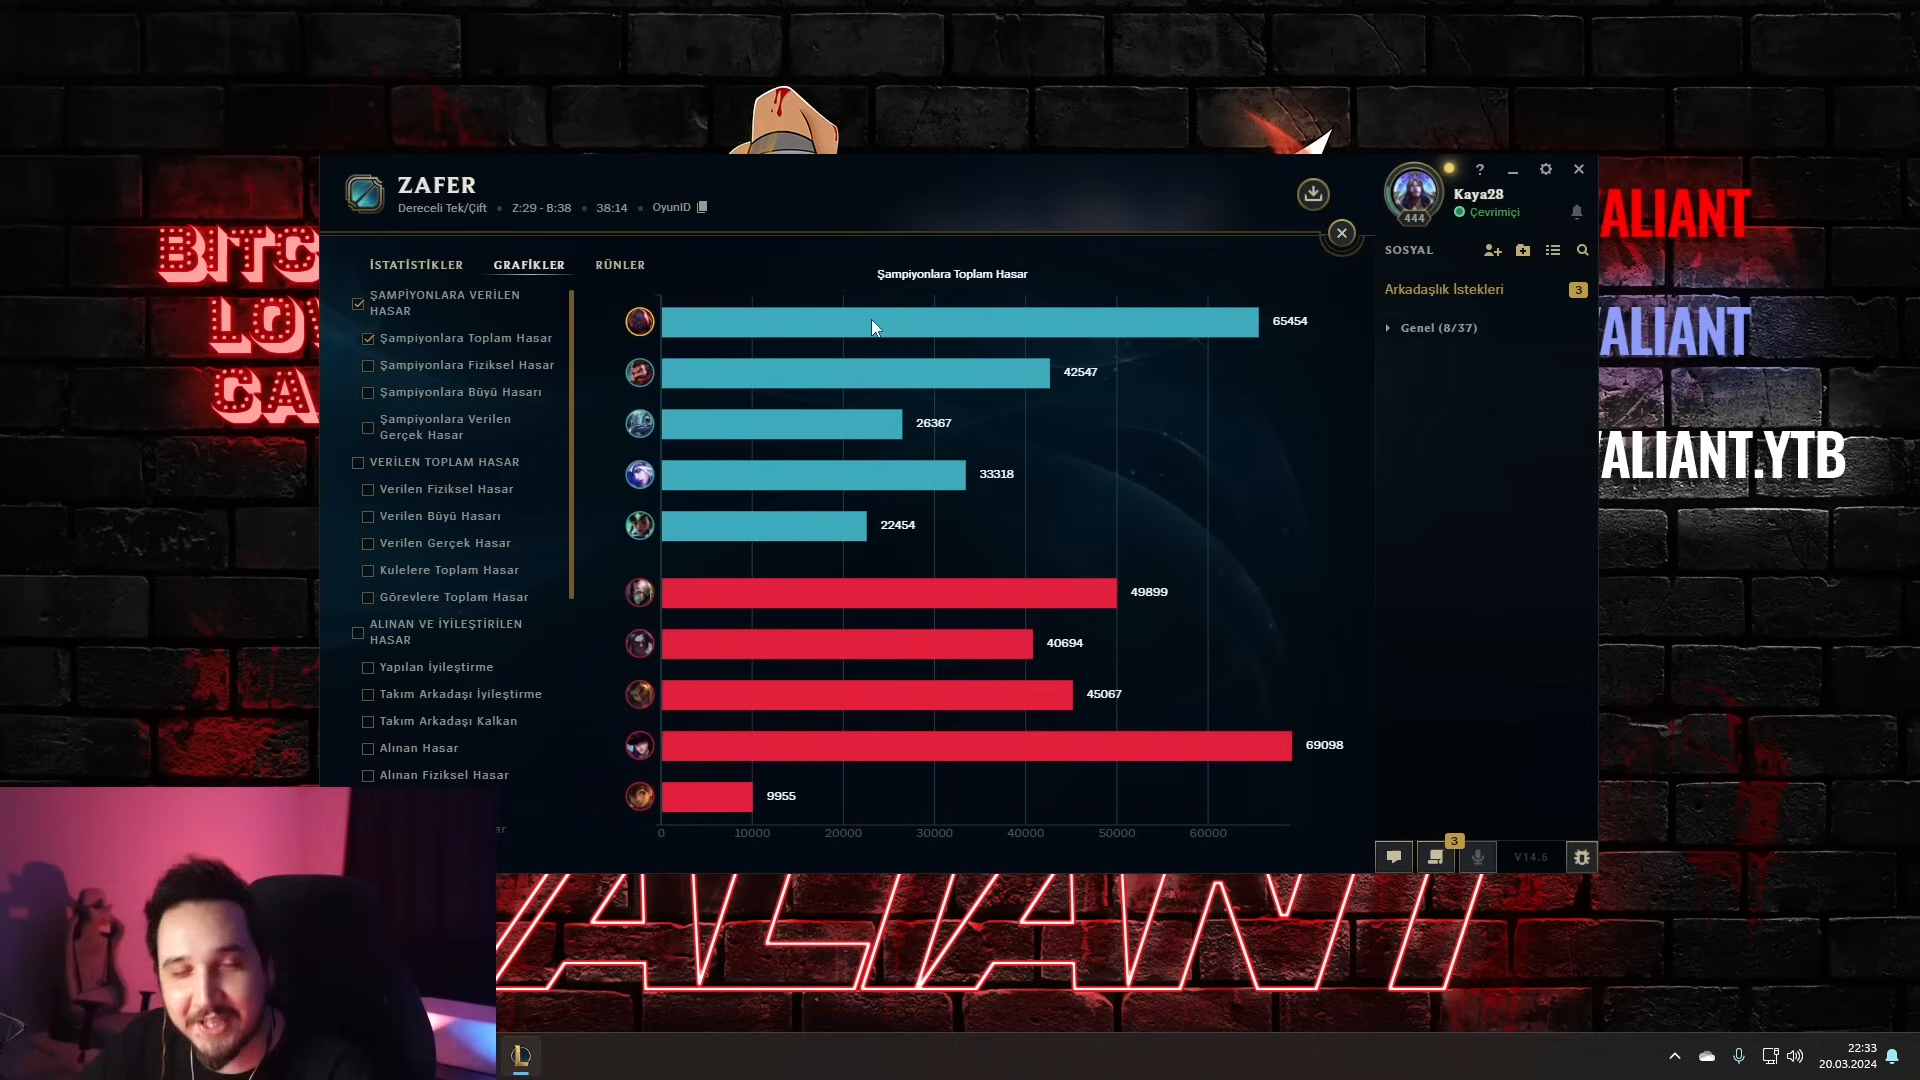 ZAFER
Dereceli Tek/Çift • Z:29 - B:38 • 38:14 • OyunID
İSTATİSTİKLER GRAFİKLER RÜNLER
ŞAMPİYONLARA VERİLEN
HASAR
Şampiyonlara Toplam Hasar
Şampiyonlara Fiziksel Hasar
Şampiyonlara Büyü Hasarı
Şampiyonlara Verilen
Gerçek Hasar
VERİLEN TOPLAM HASAR
Verilen Fiziksel Hasar
Verilen Büyü Hasarı
Verilen Gerçek Hasar
Kulelere Toplam Hasar
Görevlere Toplam Hasar
ALINAN VE İYİLEŞTİRİLEN
HASAR
Yapılan İyileştirme
Takım Arkadaşı İyileştirme
Takım Arkadaşı Kalkan
Alınan Hasar
Alınan Fiziksel Hasar
Şampiyonlara Toplam Hasar
65454
42547
26367
33318
22454
49899
40694
45067
69098
9955
0 10000 20000 30000 40000 50000 60000
?
444
Kaya28
Çevrimiçi
SOSYAL
Arkadaşlık İstekleri 3
Genel (8/37)
3
V14.6
BITC
LO
CA
ALIANT
ALIANT
ALIANT.YTB
ALIANT
22:33
20.03.2024